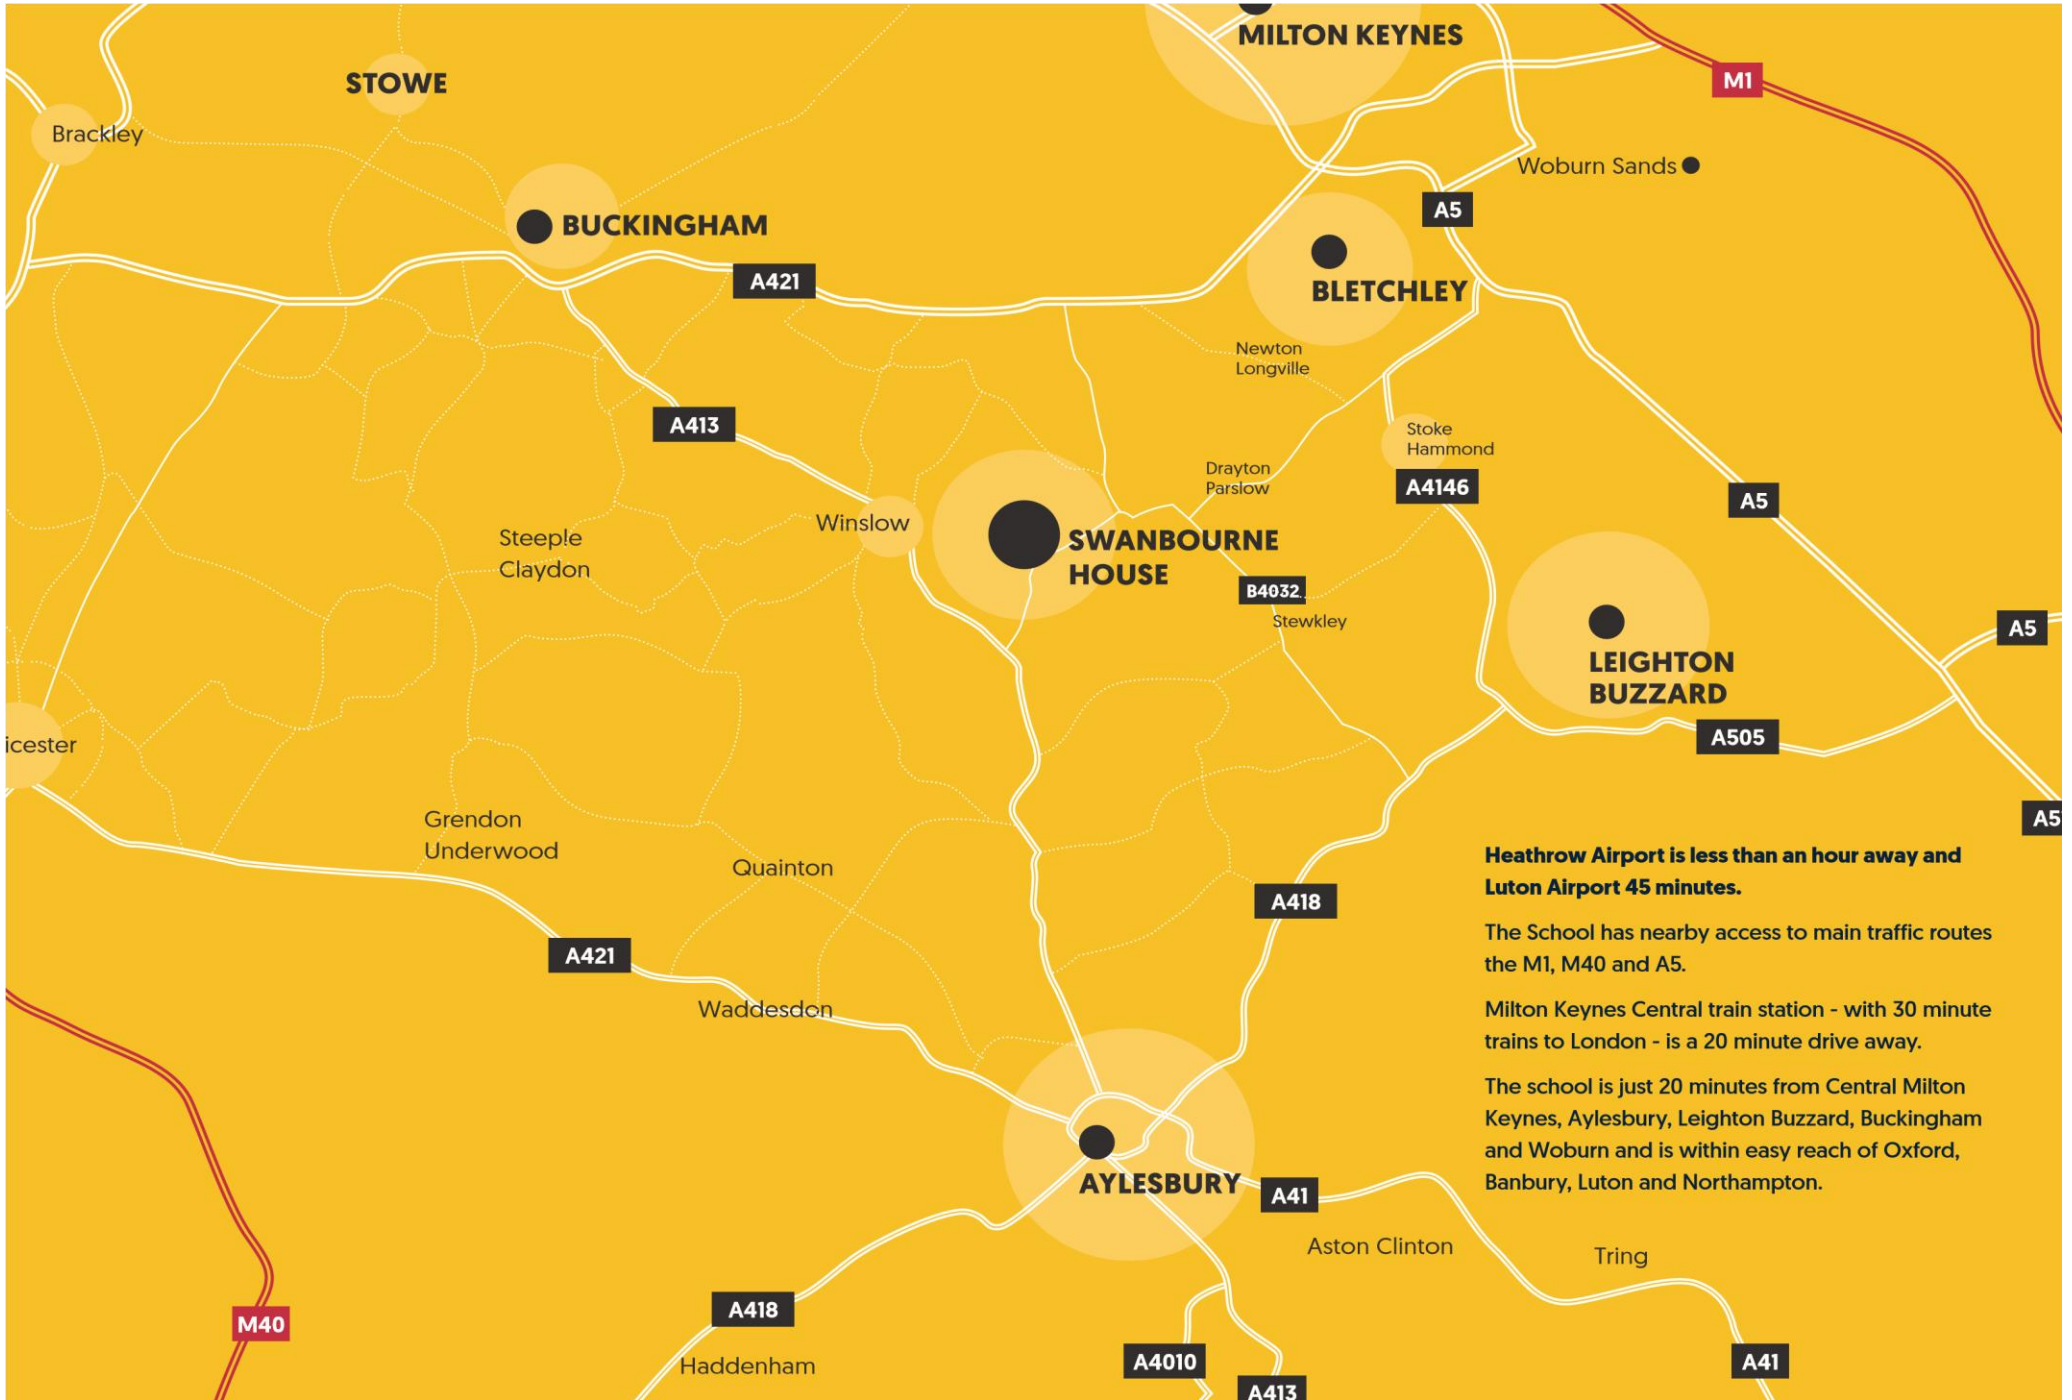 MILTON KEYNES
STOWE
M1
Brackley
Woburn Sands
A5
BUCKINGHAM
A421
BLETCHLEY
Newton
Longville
A413
Stoke
Hammond
Drayton
Parslow
A4146
A5
Winslow
Steeple
Claydon
SWANBOURNE
HOUSE
B4032
Stewkley
A5
LEIGHTON
BUZZARD
A505
icester
A5
Grendon
Underwood
Quainton
A418
A421
Waddesdon
Heathrow Airport is less than an hour away and
Luton Airport 45 minutes.
The School has nearby access to main traffic routes
the M1, M40 and A5.
Milton Keynes Central train station - with 30 minute
trains to London - is a 20 minute drive away.
The school is just 20 minutes from Central Milton
Keynes, Aylesbury, Leighton Buzzard, Buckingham
and Woburn and is within easy reach of Oxford,
Banbury, Luton and Northampton.
AYLESBURY
A41
Aston Clinton
Tring
A418
M40
Haddenham
A4010
A41
A413